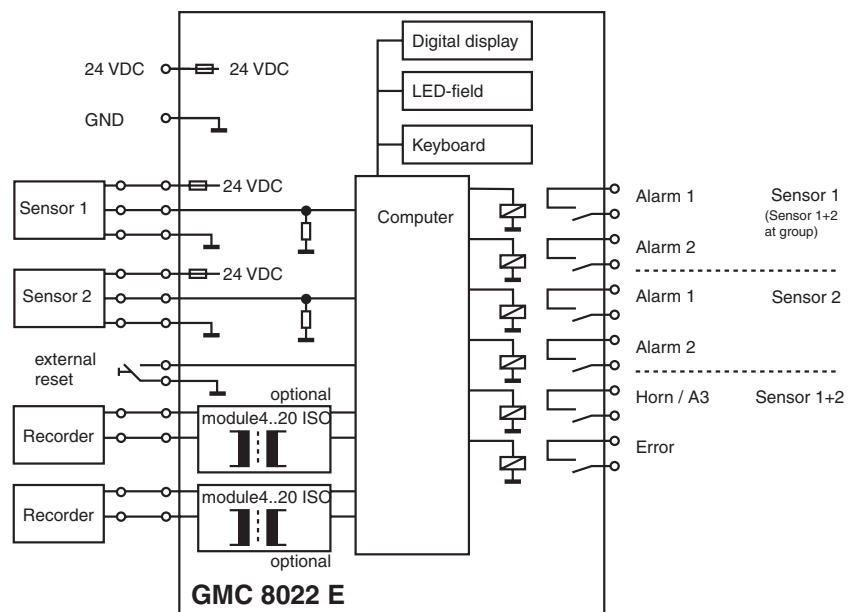 Digital display
24 VDC
24 VDC
LED-field
GND
Keyboard
24 VDC
Sensor 1
Computer
Alarm 1
Sensor 1
(Sensor 1+2
at group)
Alarm 2
24 VDC
Sensor 2
Alarm 1
Sensor 2
Alarm 2
external
reset
optional
Horn / A3
Sensor 1+2
Recorder
module4..20 ISO
Error
Recorder
module4..20 ISO
optional
GMC 8022 E